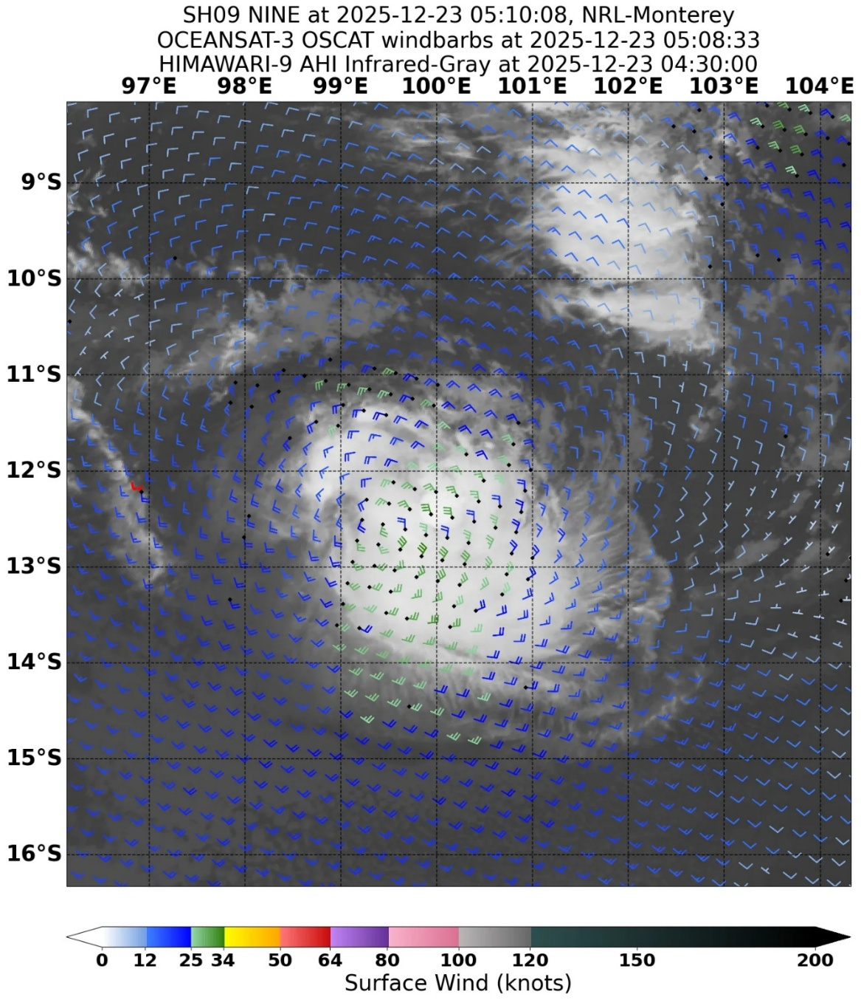 SH09 NINE at 2025-12-23 05:10:08, NRL-Monterey
OCEANSAT-3 OSCAT windbarbs at 2025-12-23 05:08:33
HIMAWARI-9 AHI Infrared-Gray at 2025-12-23 04:30:00
97°E 98°E 99°E 100°E 101°E 102°E 103°E 104°E
9°S
10°S
11°S
12°S
13°S
14°S
15°S
16°S
0 12 25 34 50 64 80 100 120 150 200
Surface Wind (knots)